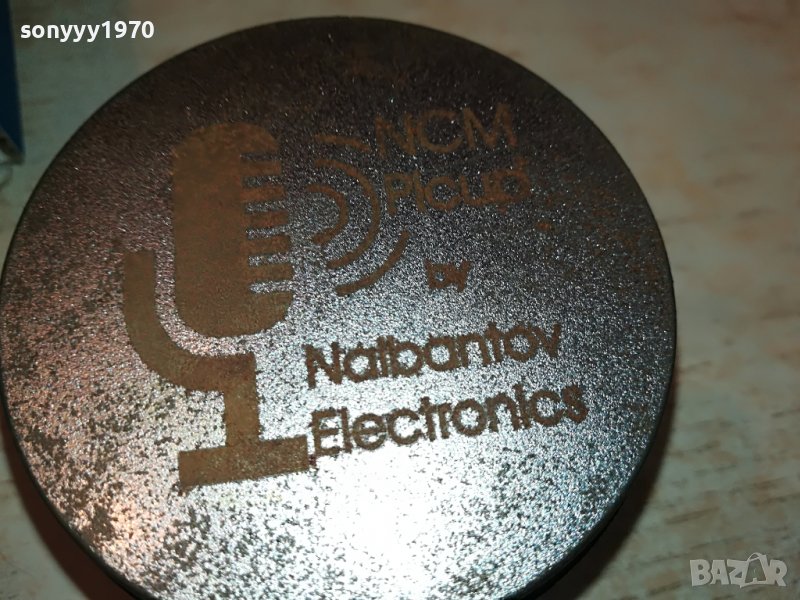 sonyyy1970
NCM
Picup
by
Nalbantov
Electronics
BAZAR